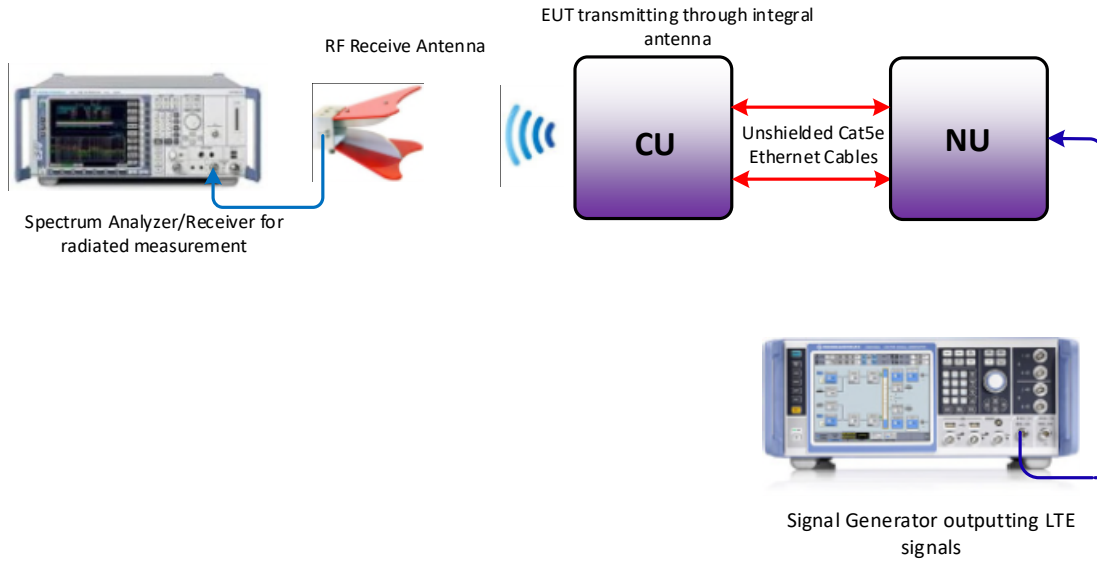 EUT transmitting through integral
antenna
RF Receive Antenna
CU
Unshielded Cat5e
Ethernet Cables
NU
Spectrum Analyzer/Receiver for
radiated measurement
Signal Generator outputting LTE
signals